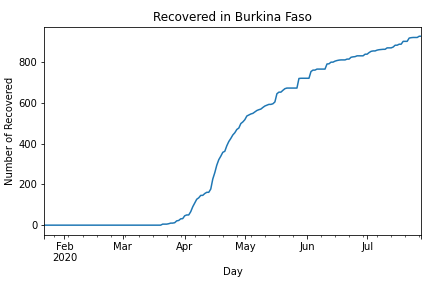 Recovered in Burkina Faso
Number of Recovered
800
600
400
200
0
Feb
2020
Mar
Apr
May
Jun
Jul
Day